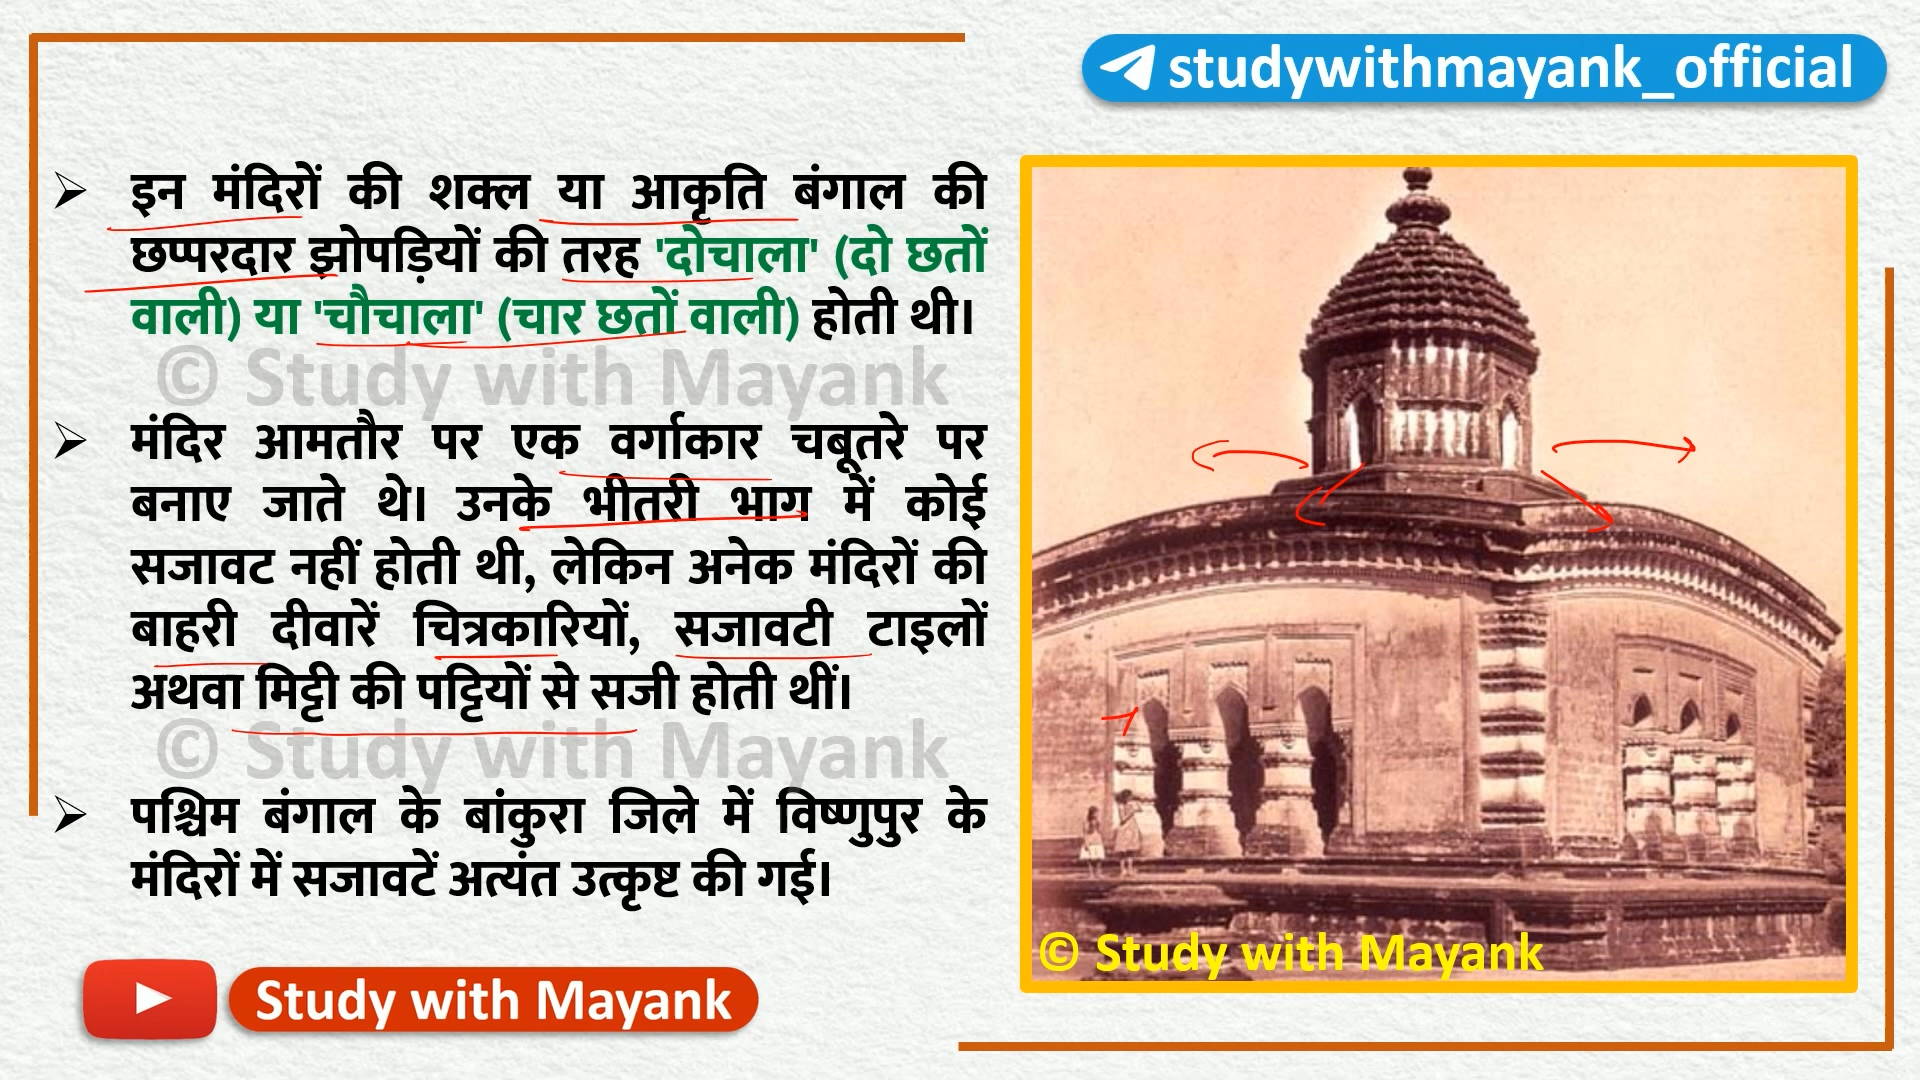 studywithmayank_official
➢ इन मंदिरों की शक्ल या आकृति बंगाल की
छप्परदार झोपड़ियों की तरह 'दोचाला' (दो छतों
वाली) या 'चौचाला' (चार छतों वाली) होती थी।
© Study with Mayank
➢ मंदिर आमतौर पर एक वर्गाकार चबूतरे पर
बनाए जाते थे। उनके भीतरी भाग में कोई
सजावट नहीं होती थी, लेकिन अनेक मंदिरों की
बाहरी दीवारें चित्रकारियों, सजावटी टाइलों
अथवा मिट्टी की पट्टियों से सजी होती थीं।
© Study with Mayank
➢ पश्चिम बंगाल के बांकुरा जिले में विष्णुपुर के
मंदिरों में सजावटें अत्यंत उत्कृष्ट की गई।
© Study with Mayank
Study with Mayank